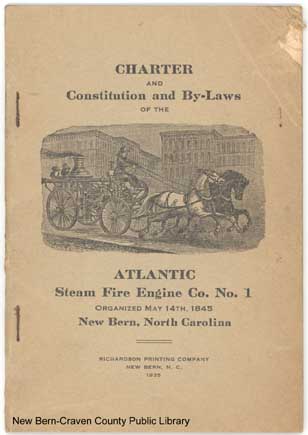 CHARTER
AND
Constitution and By-Laws
OF THE
ATLANTIC
Steam Fire Engine Co. No. 1
ORGANIZED MAY 14TH, 1845
New Bern, North Carolina
RICHARDSON PRINTING COMPANY
NEW BERN, N. C.
1935
New Bern-Craven County Public Library